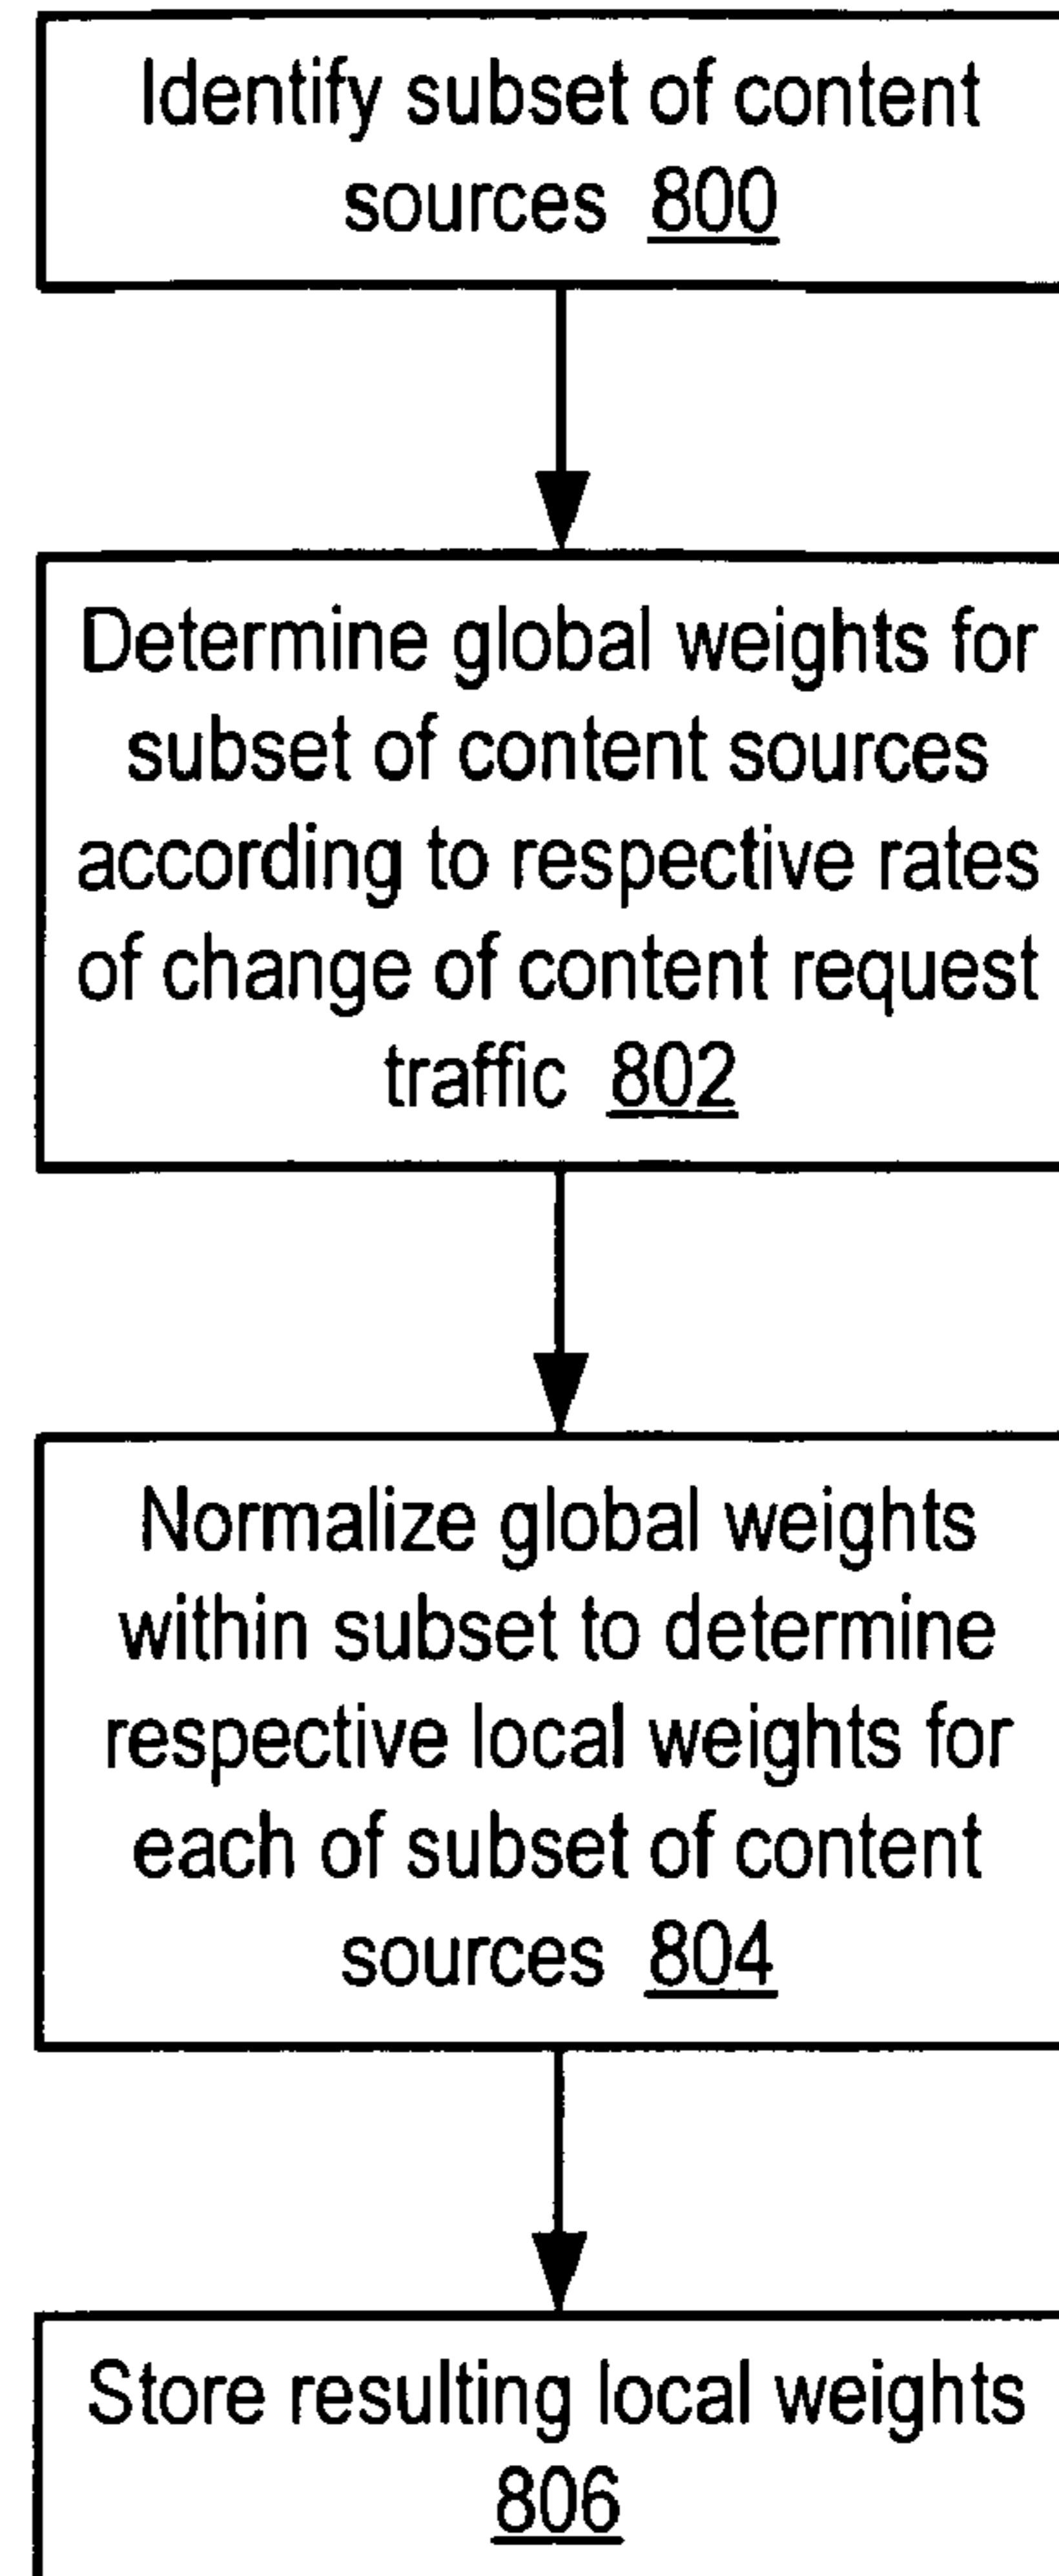 Identify subset of content
sources 800
Determine global weights for
subset of content sources
according to respective rates
of change of content request
traffic 802
Normalize global weights
within subset to determine
respective local weights for
each of subset of content
sources 804
Store resulting local weights
806